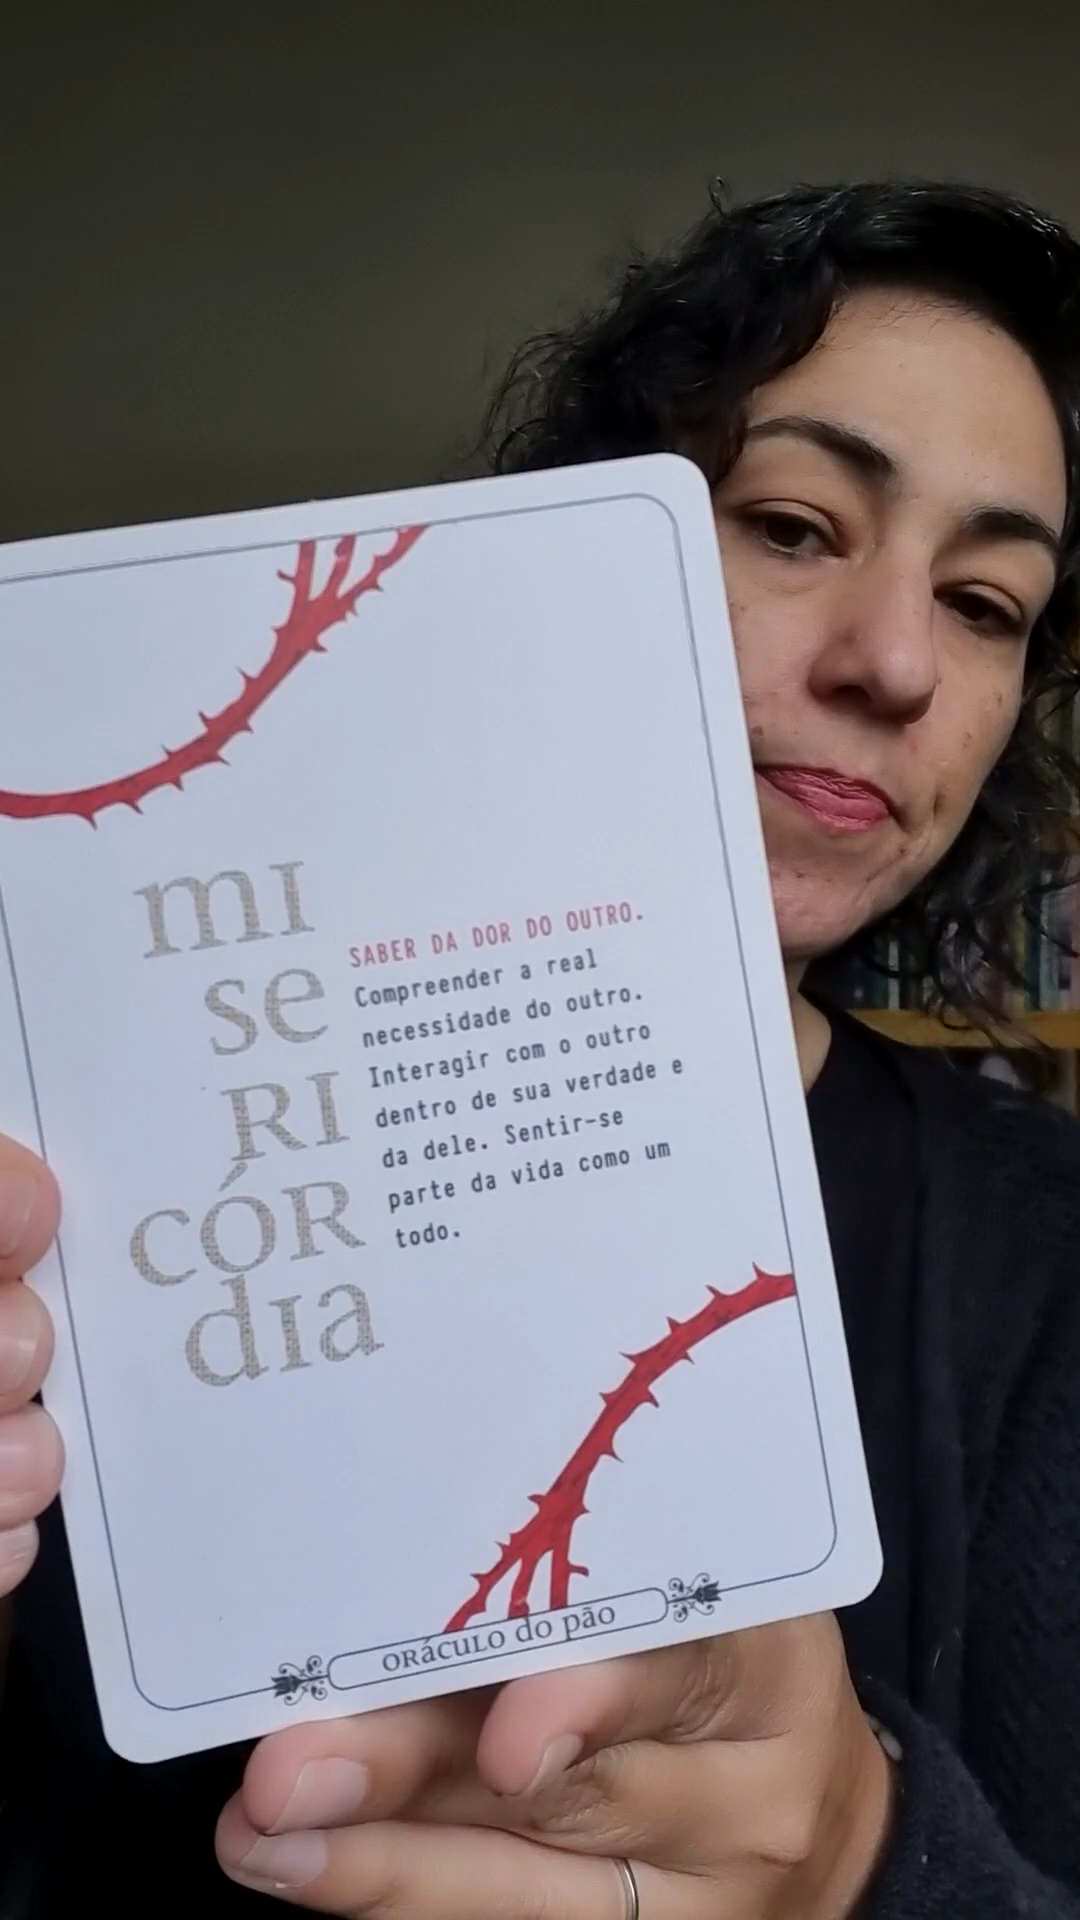 mi
se
RI
CÓR
dia
SABER DA DOR DO OUTRO.
Compreender a real
necessidade do outro.
Interagir com o outro
dentro de sua verdade e
da dele. Sentir-se
parte da vida como um
todo.
ORáCULO do pão